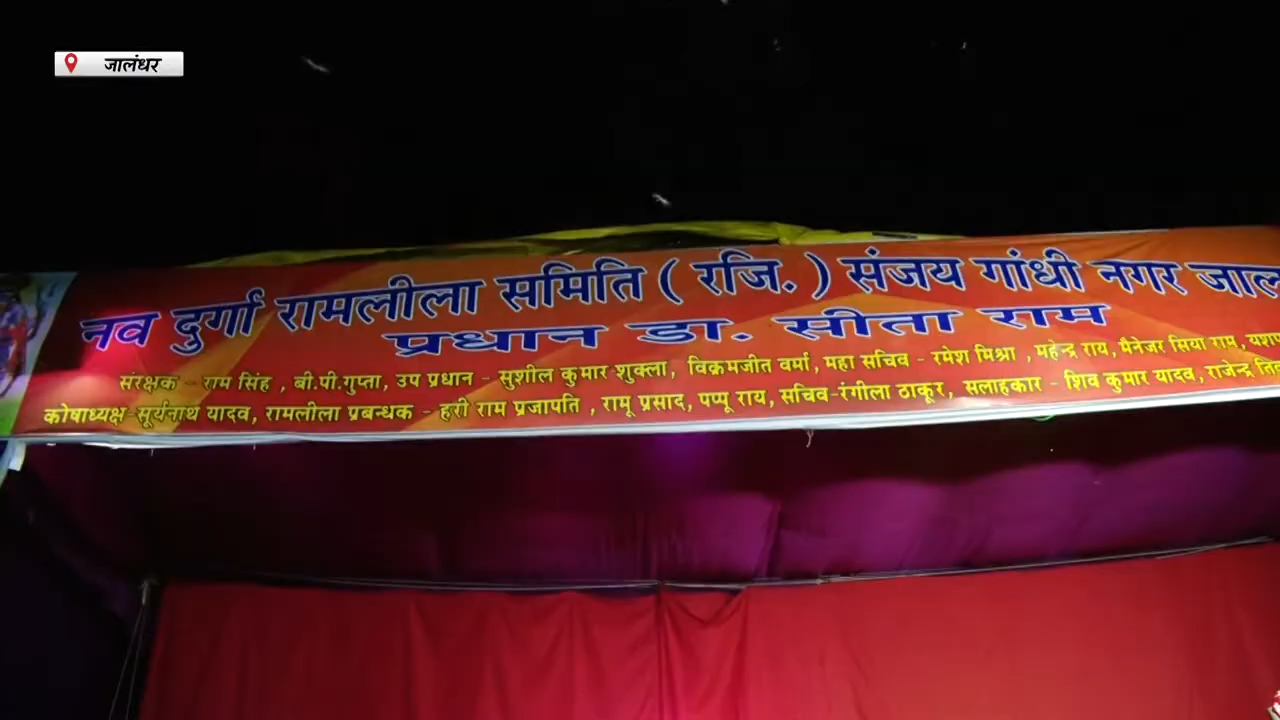 जालंधर
नव दुर्गा रामलीला समिति ( रजि. ) संजय गांधी नगर
प्रधान डा. सीता राम
संरक्षक - राम सिंह , बी.पी.गुप्ता, उप प्रधान - सुशील कुमार शुक्ला, विक्रमजीत वर्मा, महा सचिव - रमेश मिश्रा , महेन्द्र राय, मैनेजर सिया राम,
कोषाध्यक्ष-सूर्यनाथ यादव, रामलीला प्रबन्धक - हरी राम प्रजापति , रामू प्रसाद, पप्पू राय, सचिव-रंगीला ठाकूर, सलाहकार - शिव कुमार यादव, राजेन्द्र